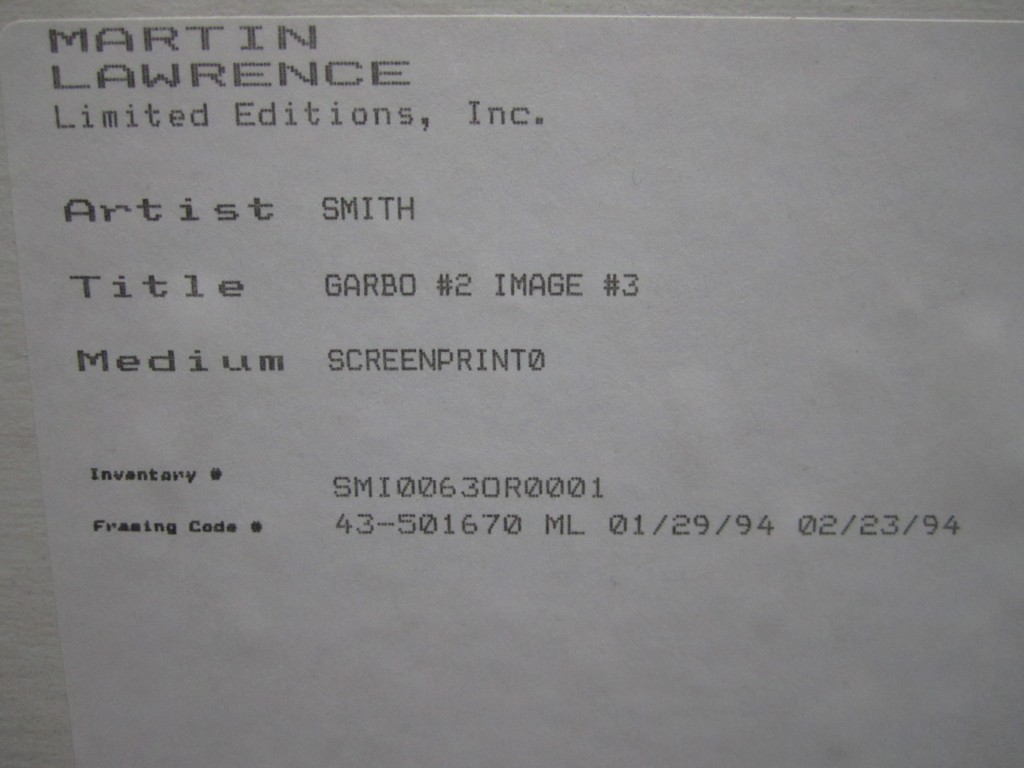 MARTIN
LAWRENCE
Limited Editions, Inc.
Artist SMITH
Title GARBO #2 IMAGE #3
Medium SCREENPRINT0
Inventory # SMI0063OR0001
Framing Code # 43-501670 ML 01/29/94 02/23/94